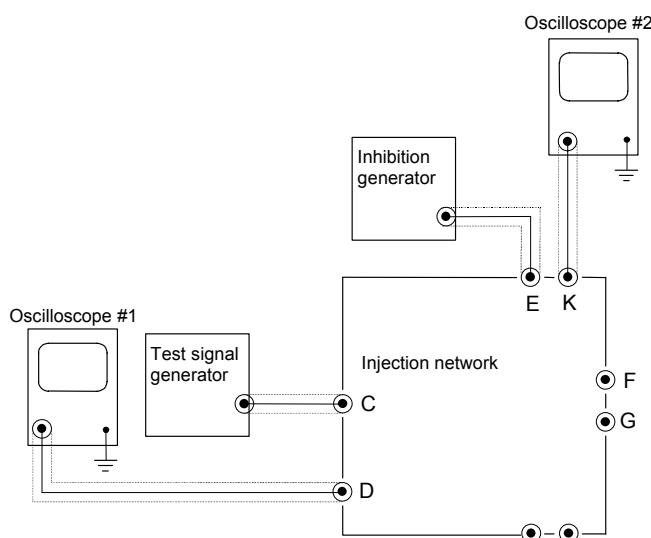 Oscilloscope #2
Inhibition
generator
E K
Oscilloscope #1
Test signal
generator
Injection network
F
C
G
D